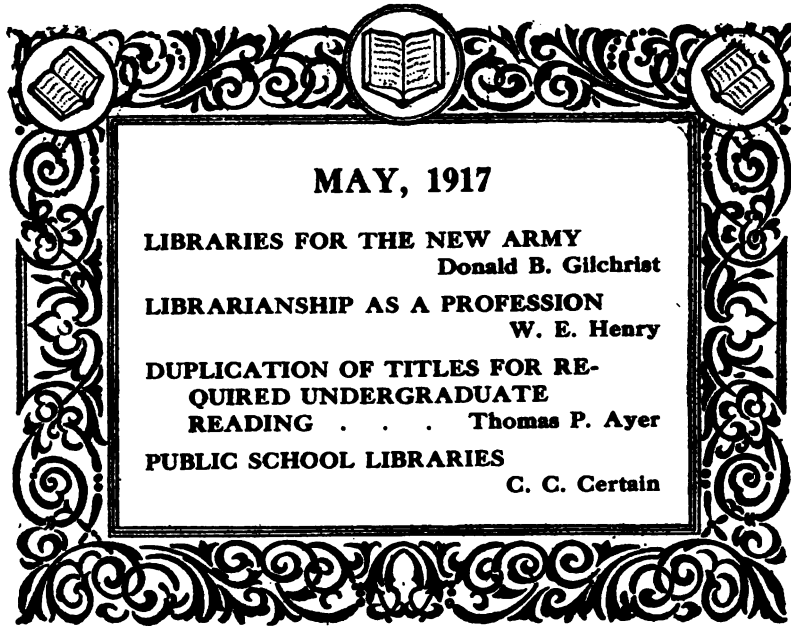 MAY, 1917
LIBRARIES FOR THE NEW ARMY
Donald B. Gilchrist
LIBRARIANSHIP AS A PROFESSION
W. E. Henry
DUPLICATION OF TITLES FOR RE-
QUIRED UNDERGRADUATE
READING . . . Thomas P. Ayer
PUBLIC SCHOOL LIBRARIES
C. C. Certain